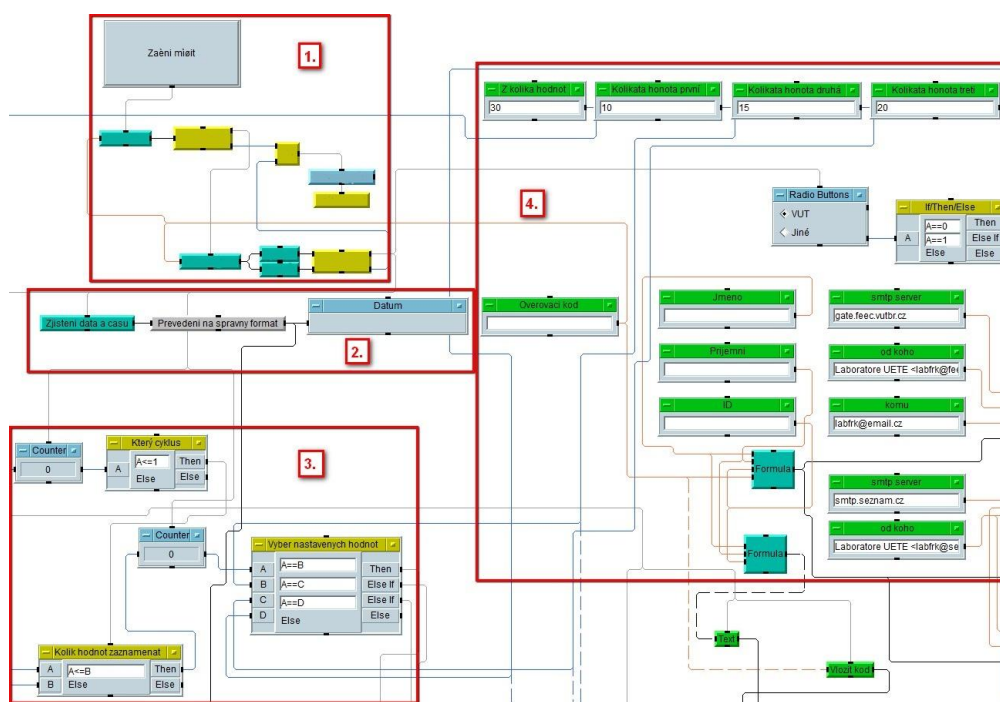 Zaèni mìøit
1.
Z kolika hodnot
30
Kolikata honota první
10
Kolikata honota druhá
15
Kolikata honota tretí
20
4.
Radio Buttons
VUT
Jiné
If/Then/Else
A
A==0
Then
A==1
Else If
Else
Else
Zjisteni data a casu
Prevedeni na spravny format
Datum
2.
Overovaci kod
Jmeno
Prijemni
ID
smtp server
gate.feec.vutbr.cz
od koho
Laboratore UETE <labfrk@fe
komu
labfrk@email.cz
smtp server
smtp.seznam.cz
od koho
Laboratore UETE <labfrk@se
Formula
Formula
Text
Vlozit kod
3.
Counter
0
Který cyklus
A
A<=1
Then
Else
Else
Counter
0
Vyber nastavenych hodnot
A
A==B
Then
B
A==C
Else If
C
A==D
Else If
D
Else
Else
Kolik hodnot zaznamenat
A
A<=B
Then
B
Else
Else